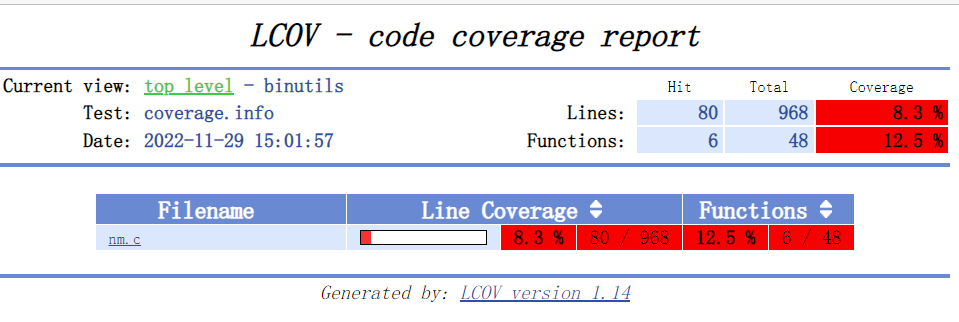 LCOV - code coverage report
Current view: top level - binutils Hit Total Coverage
Test: coverage.info Lines: 80 968 8.3 %
Date: 2022-11-29 15:01:57 Functions: 6 48 12.5 %
Filename Line Coverage Functions
nm.c 8.3 % 80 / 968 12.5 % 6 / 48
Generated by: LCOV version 1.14